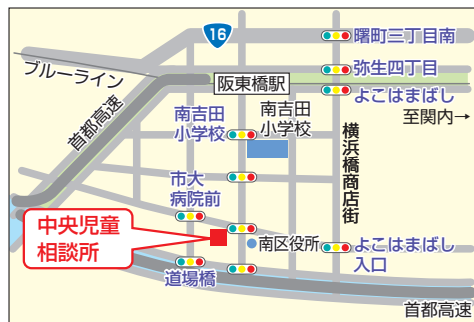 16
曙町三丁目南
ブルーライン
弥生四丁目
阪東橋駅
よこはまばし
至関内→
首都高速
南吉田
小学校
南吉田
小学校
横浜橋商店街
市大
病院前
中央児童
相談所
南区役所
よこはまばし
入口
道場橋
首都高速